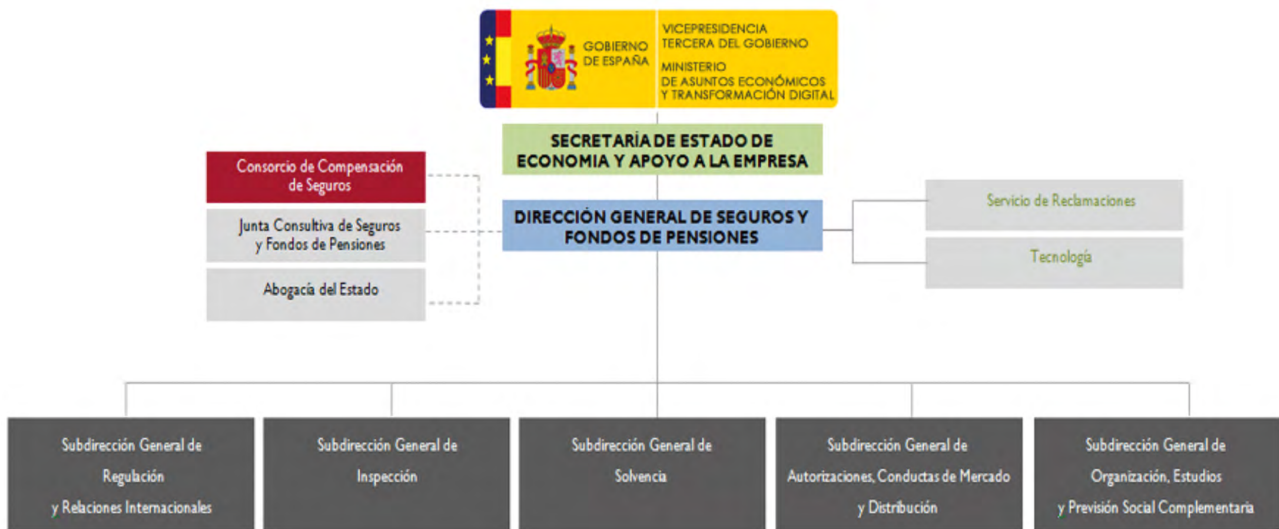 GOBIERNO
DE ESPAÑA
VICEPRESIDENCIA
TERCERA DEL GOBIERNO
MINISTERIO
DE ASUNTOS ECONÓMICOS
Y TRANSFORMACIÓN DIGITAL
SECRETARÍA DE ESTADO DE
ECONOMIA Y APOYO A LA EMPRESA
Consorcio de Compensación
de Seguros
Junta Consultiva de Seguros
y Fondos de Pensiones
Abogacía del Estado
DIRECCIÓN GENERAL DE SEGUROS Y
FONDOS DE PENSIONES
Servicio de Reclamaciones
Tecnología
Subdirección General de
Regulación
y Relaciones Internacionales
Subdirección General de
Inspección
Subdirección General de
Solvencia
Subdirección General de
Autorizaciones, Conductas de Mercado
y Distribución
Subdirección General de
Organización, Estudios
y Previsión Social Complementaria